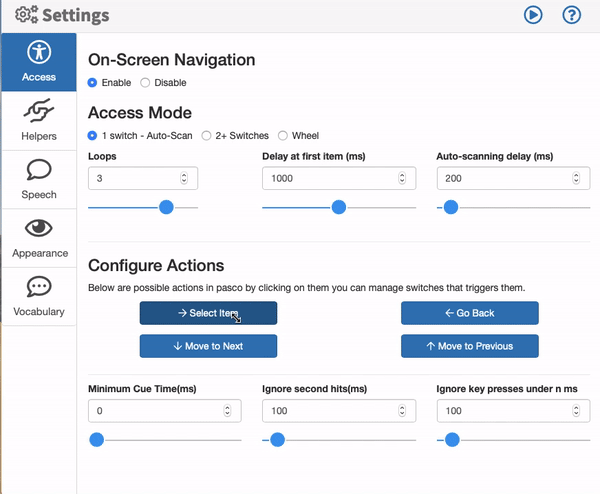 Settings
Access
Helpers
Speech
Appearance
Vocabulary
On-Screen Navigation
Enable Disable
Access Mode
1 switch - Auto-Scan 2+ Switches Wheel
Loops Delay at first item (ms) Auto-scanning delay (ms)
3 1000 200
Configure Actions
Below are possible actions in pasco by clicking on them you can manage switches that triggers them.
→ Select Item ← Go Back
↓ Move to Next ↑ Move to Previous
Minimum Cue Time(ms) Ignore second hits(ms) Ignore key presses under n ms
0 100 100